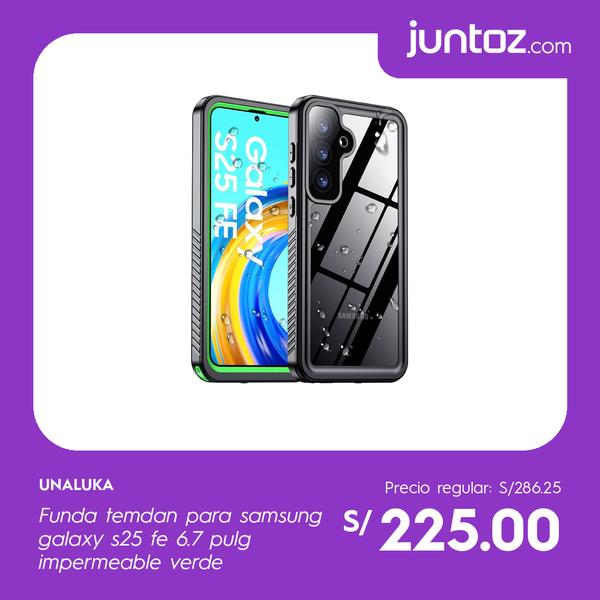 juntoz.com
Galaxy
S25 FE
SAMSUNG
UNALUKA
Funda temdan para samsung
galaxy s25 fe 6.7 pulg
impermeable verde
Precio regular: S/286.25
S/ 225.00